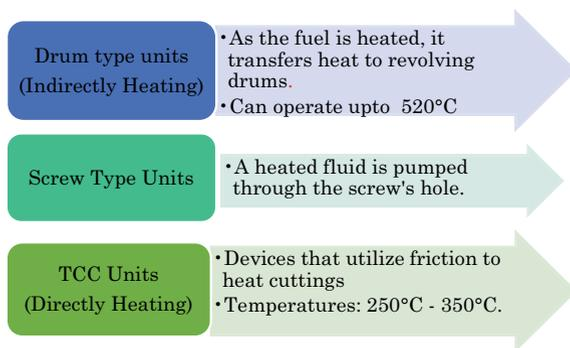 Drum type units
(Indirectly Heating)
•As the fuel is heated, it
transfers heat to revolving
drums.
•Can operate upto 520°C
Screw Type Units
•A heated fluid is pumped
through the screw's hole.
TCC Units
(Directly Heating)
•Devices that utilize friction to
heat cuttings
•Temperatures: 250°C - 350°C.